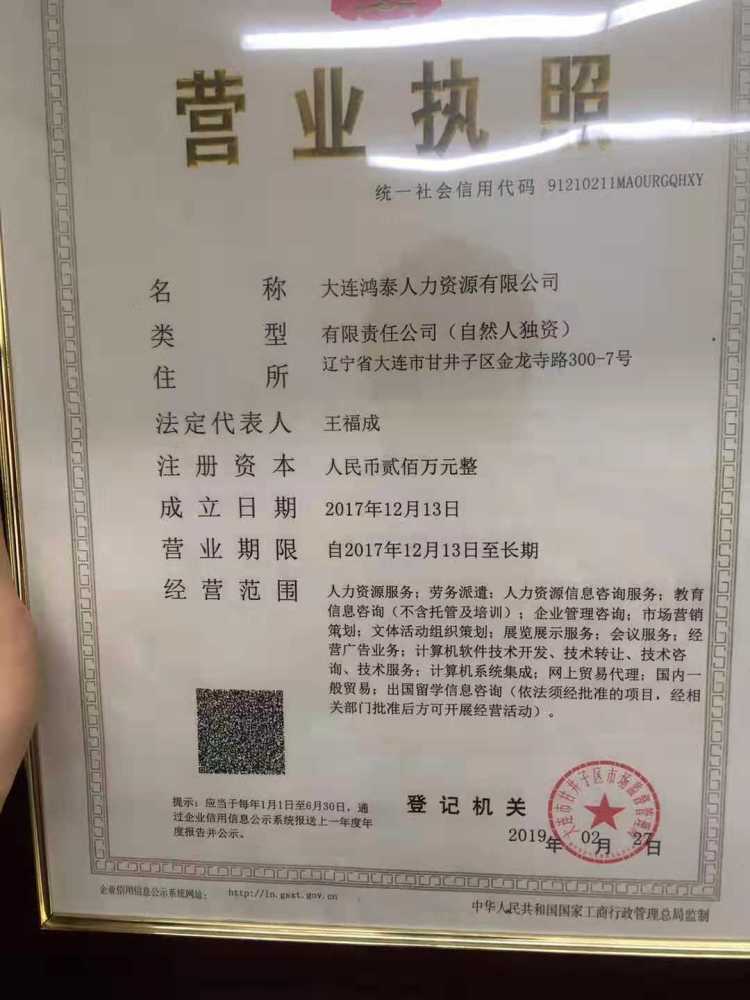 营业执照
统一社会信用代码 91210211MA0URGQHXY
名称 大连鸿泰人力资源有限公司
类型 有限责任公司（自然人独资）
住所 辽宁省大连市甘井子区金龙寺路300-7号
法定代表人 王福成
注册资本 人民币贰佰万元整
成立日期 2017年12月13日
营业期限 自2017年12月13日至长期
经营范围 人力资源服务；劳务派遣；人力资源信息咨询服务；教育
信息咨询（不含托管及培训）；企业管理咨询；市场营销
策划；文体活动组织策划；展览展示服务；会议服务；经
营广告业务；计算机软件技术开发、技术转让、技术咨
询、技术服务；计算机系统集成；网上贸易代理；国内一
般贸易；出国留学信息咨询（依法须经批准的项目，经相
关部门批准后方可开展经营活动）。
提示：应当于每年1月1日至6月30日，通
过企业信用信息公示系统报送上一年度年
度报告并公示。
登记机关
大连市甘井子区市场监督管理局
2019年02月27日
企业信用信息公示系统网址： http://ln.gsxt.gov.cn
中华人民共和国国家工商行政管理总局监制